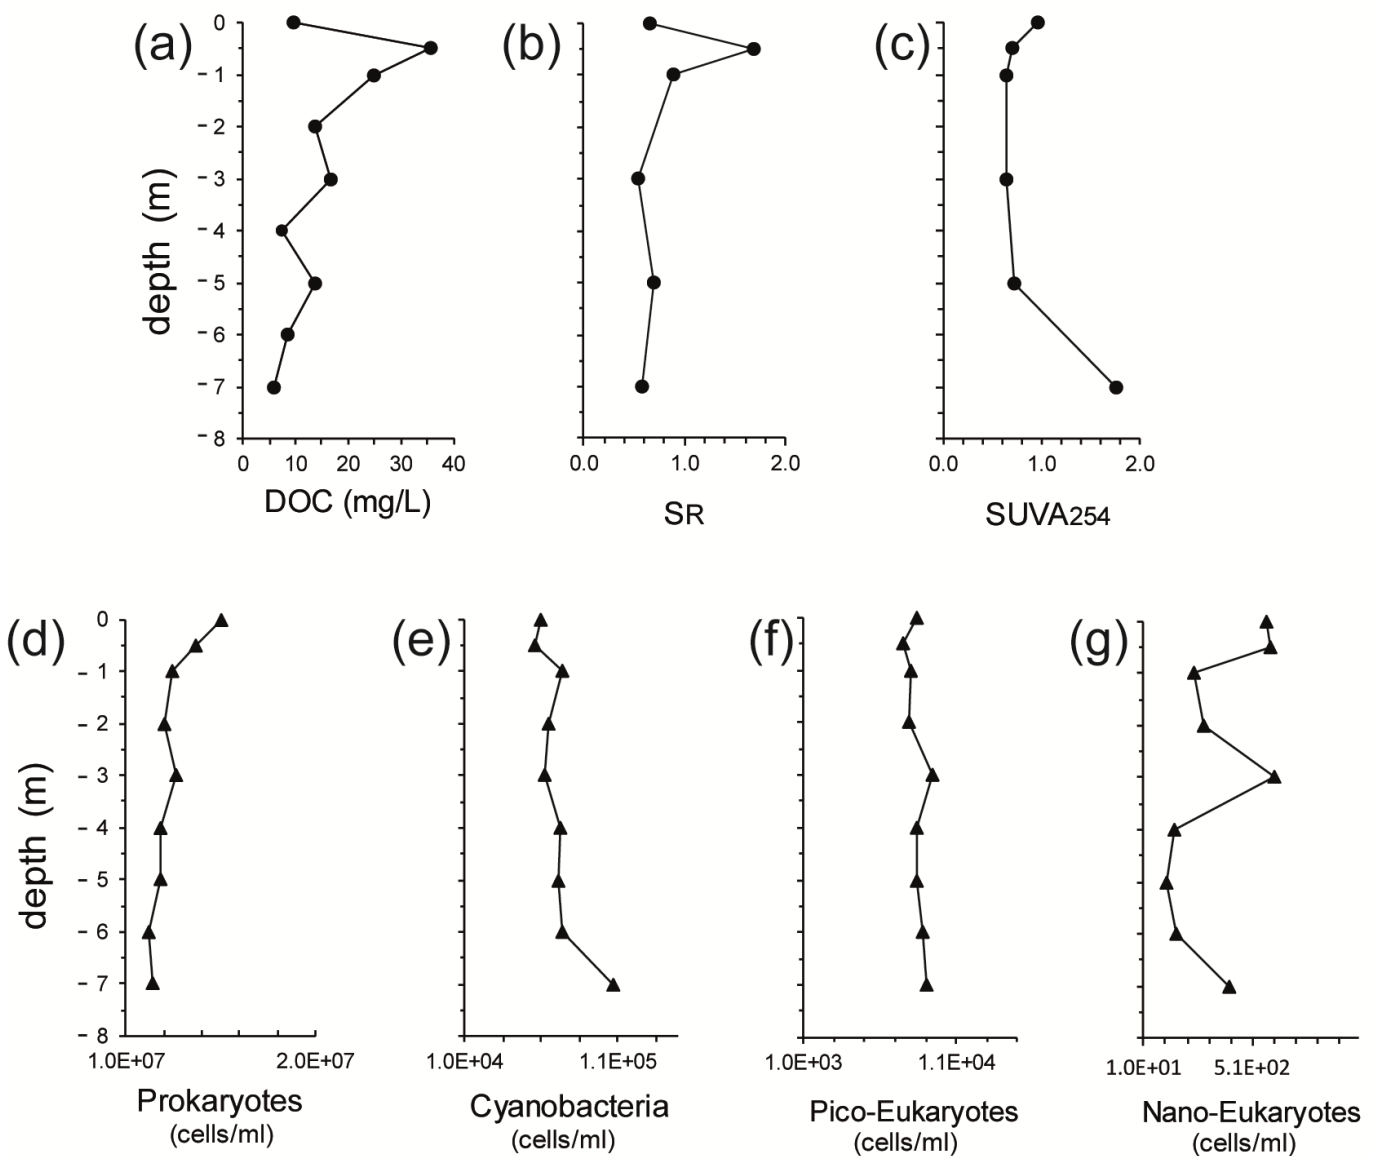 (a)
(b)
(c)
0
−1
−2
−3
−4
−5
−6
−7
−8
depth (m)
0 10 20 30 40
0.0 1.0 2.0
0.0 1.0 2.0
DOC (mg/L)
SR
SUVA254
(d)
(e)
(f)
(g)
0
−1
−2
−3
−4
−5
−6
−7
−8
depth (m)
1.0E+07 2.0E+07
1.0E+04 1.1E+05
1.0E+03 1.1E+04
1.0E+01 5.1E+02
Prokaryotes
(cells/ml)
Cyanobacteria
(cells/ml)
Pico-Eukaryotes
(cells/ml)
Nano-Eukaryotes
(cells/ml)